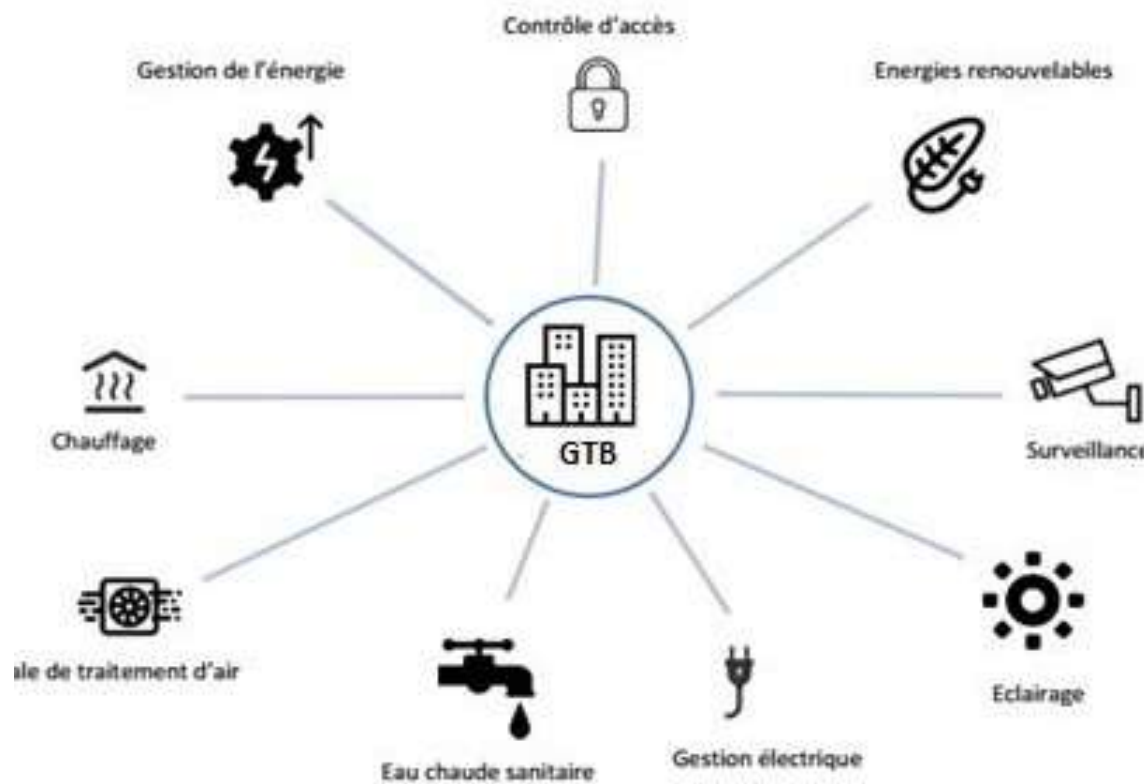 Contrôle d'accès
Gestion de l'énergie
Energies renouvelables
Chauffage
GTB
Surveillance
ale de traitement d'air
Eclairage
Eau chaude sanitaire
Gestion électrique